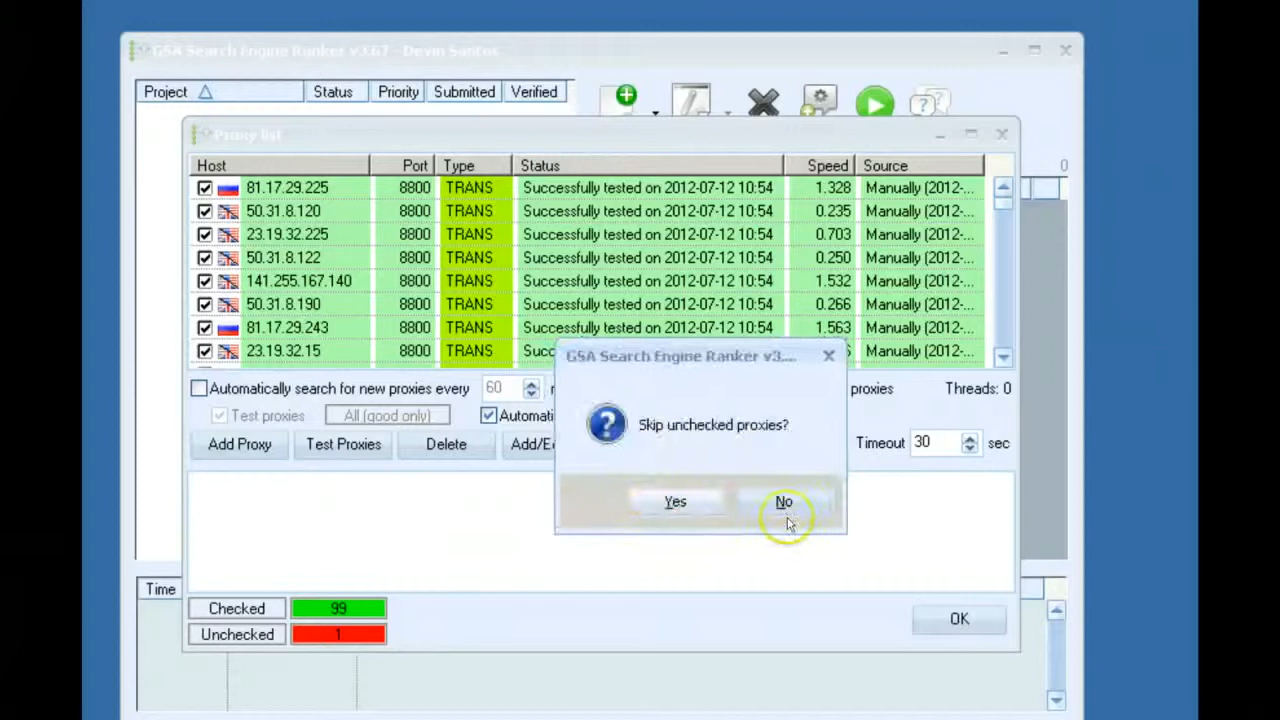 GSA Search Engine Ranker v3.67 - Devin Santos
Project Status Priority Submitted Verified
Proxy list
Host Port Type Status Speed Source 0
81.17.29.225 8800 TRANS Successfully tested on 2012-07-12 10:54 1.328 Manually (2012-...
50.31.8.120 8800 TRANS Successfully tested on 2012-07-12 10:54 0.235 Manually (2012-...
23.19.32.225 8800 TRANS Successfully tested on 2012-07-12 10:54 0.703 Manually (2012-...
50.31.8.122 8800 TRANS Successfully tested on 2012-07-12 10:54 0.250 Manually (2012-...
141.255.167.140 8800 TRANS Successfully tested on 2012-07-12 10:54 1.532 Manually (2012-...
50.31.8.190 8800 TRANS Successfully tested on 2012-07-12 10:54 0.266 Manually (2012-...
81.17.29.243 8800 TRANS Successfully tested on 2012-07-12 10:54 1.563 Manually (2012-...
23.19.32.15 8800 TRANS Succ Manually (2012-...
GSA Search Engine Ranker v3....
Skip unchecked proxies?
Yes No
Automatically search for new proxies every 60 proxies Threads: 0
Test proxies All (good only) Automati
Add Proxy Test Proxies Delete Add/E Timeout 30 sec
Time
Checked 99
OK
Unchecked 1